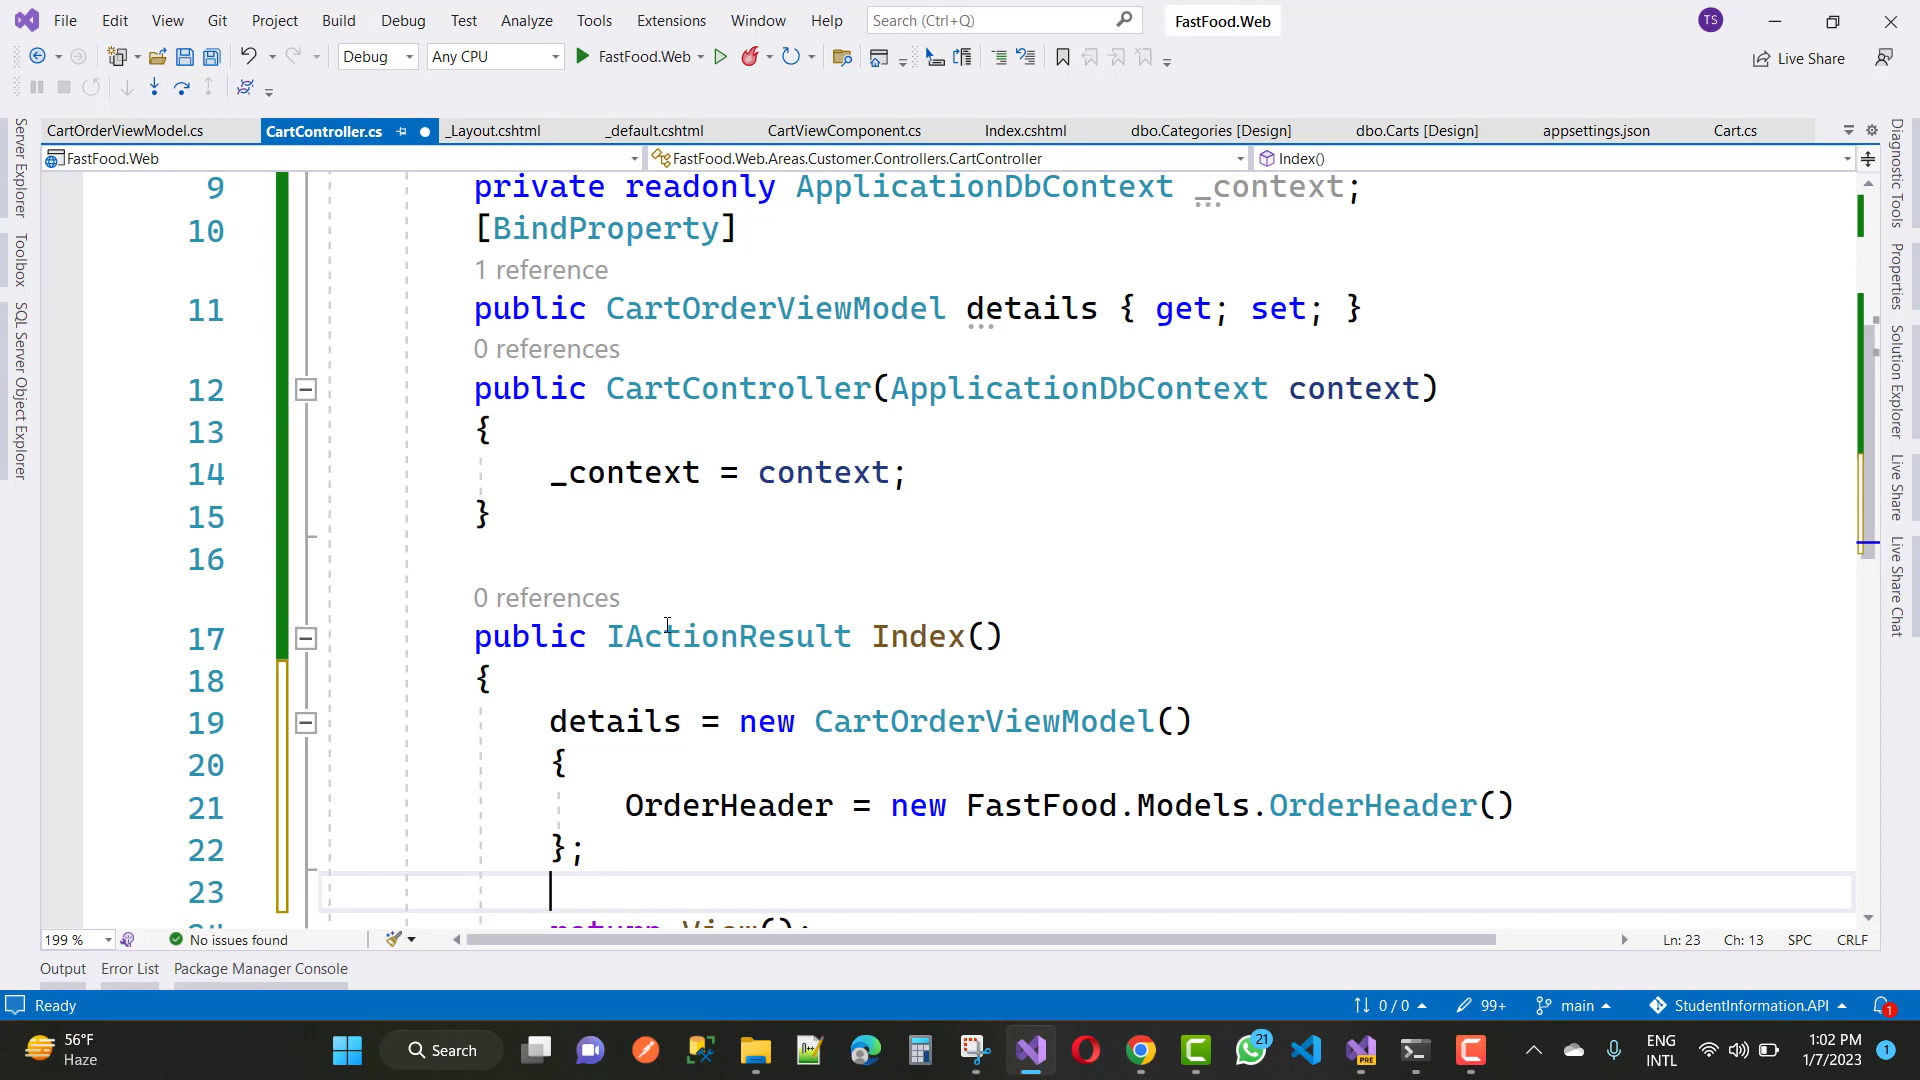 File Edit View Git Project Build Debug Test Analyze Tools Extensions Window Help Search (Ctrl+Q) FastFood.Web TS
Debug Any CPU FastFood.Web Live Share
CartOrderViewModel.cs CartController.cs _Layout.cshtml _default.cshtml CartViewComponent.cs Index.cshtml dbo.Categories [Design] dbo.Carts [Design] appsettings.json Cart.cs
FastFood.Web FastFood.Web.Areas.Customer.Controllers.CartController Index()
Server Explorer
Toolbox
SQL Server Object Explorer
9 private readonly ApplicationDbContext _context;
10 [BindProperty]
1 reference
11 public CartOrderViewModel details { get; set; }
0 references
12 public CartController(ApplicationDbContext context)
13 {
14 _context = context;
15 }
16
0 references
17 public IActionResult Index()
18 {
19 details = new CartOrderViewModel()
20 {
21 OrderHeader = new FastFood.Models.OrderHeader()
22 };
23
return View();
Diagnostic Tools
Properties
Solution Explorer
Live Share
Live Share Chat
199 % No issues found Ln: 23 Ch: 13 SPC CRLF
Output Error List Package Manager Console
Ready 0 / 0 99+ main StudentInformation.API 1
56°F
Haze
Search
21
PRE
ENG
INTL
1:02 PM
1/7/2023
1